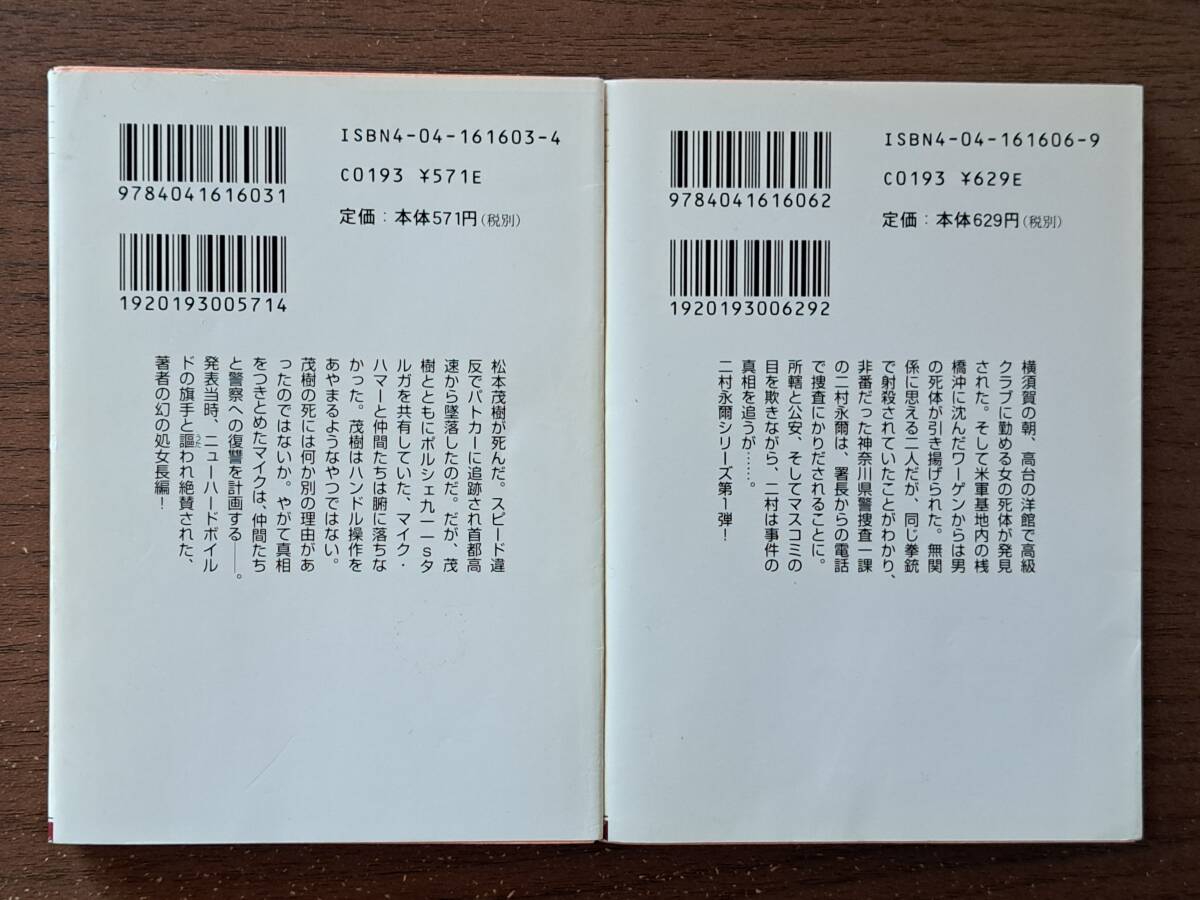 ISBN4-04-161603-4
C0193 ¥571E
定価：本体571円（税別）
9784041616031
1920193005714
松本茂樹が死んだ。スピード違
反でパトカーに追跡され首都高
速から墜落したのだ。だが、茂
樹とともにポルシェ九一一sタ
ルガを共有していた、マイク・
ハマーと仲間たちは腑に落ちな
かった。茂樹はハンドル操作を
あやまるようなやつではない。
茂樹の死には何か別の理由があ
ったのではないか。やがて真相
をつきとめたマイクは、仲間たち
と警察への復讐を計画する――。
発表当時、ニューハードボイル
ドの旗手と謳われ絶賛された、
うた
著者の幻の処女長編！
ISBN4-04-161606-9
C0193 ¥629E
定価：本体629円（税別）
9784041616062
1920193006292
横須賀の朝、高台の洋館で高級
クラブに勤める女の死体が発見
された。そして米軍基地内の桟
橋沖に沈んだワーゲンからは男
の死体が引き揚げられた。無関
係に思える二人だが、同じ拳銃
で射殺されていたことがわかり、
非番だった神奈川県警捜査一課
の二村永爾は、署長からの電話
で捜査にかりだされることに。
所轄と公安、そしてマスコミの
目を欺きながら、二村は事件の
真相を追うが……。
二村永爾シリーズ第1弾！